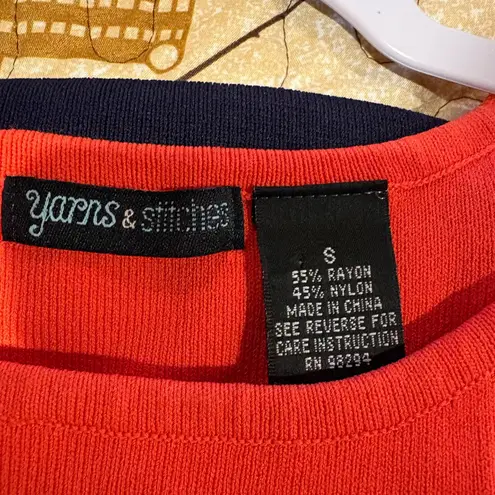 yarns & stitches
S
55% RAYON
45% NYLON
MADE IN CHINA
SEE REVERSE FOR
CARE INSTRUCTION
RN 98294